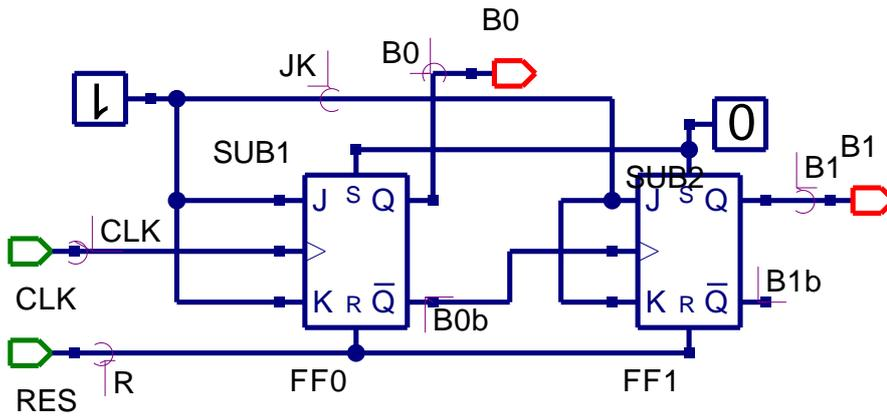 B0
B0
JK
1
0
SUB1
B1
B1
SUB2
J S Q
J S Q
CLK
B1b
K R Q̅
K R Q̅
B0b
CLK
R
FF0
FF1
RES